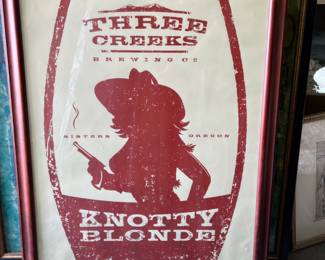 THREE
CREEKS
BREWING CO
SISTERS OREGON
KNOTTY
BLONDE